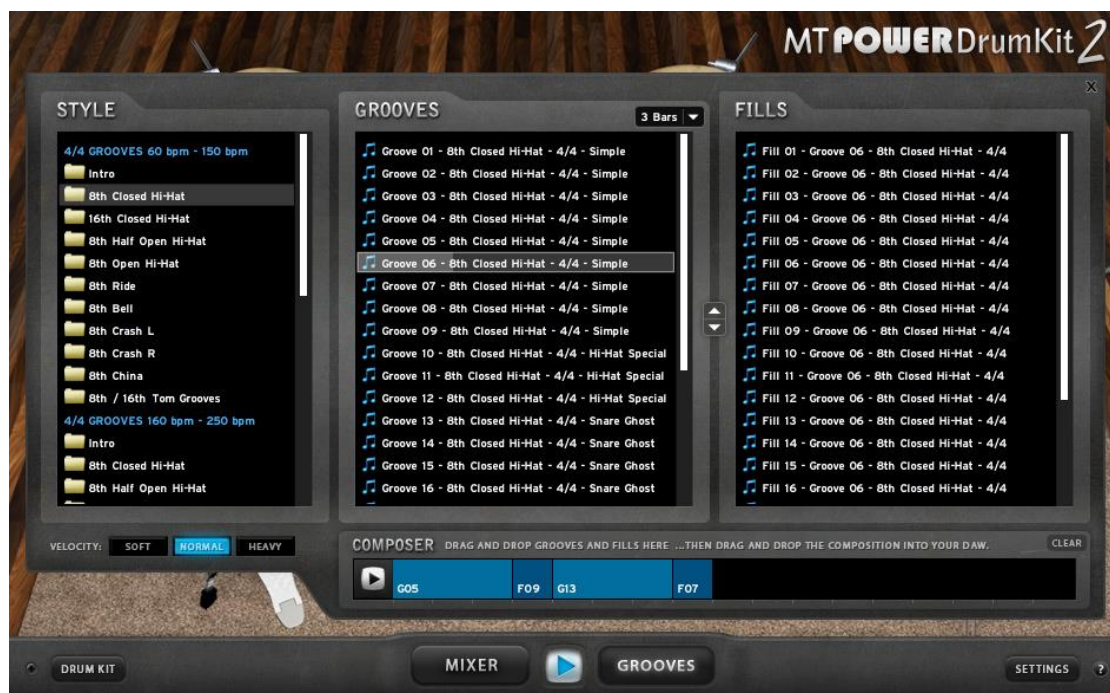 MT POWER DrumKit 2
X
STYLE
4/4 GROOVES 60 bpm - 150 bpm
Intro
8th Closed Hi-Hat
16th Closed Hi-Hat
8th Half Open Hi-Hat
8th Open Hi-Hat
8th Ride
8th Bell
8th Crash L
8th Crash R
8th China
8th / 16th Tom Grooves
4/4 GROOVES 160 bpm - 250 bpm
Intro
8th Closed Hi-Hat
8th Half Open Hi-Hat
GROOVES
3 Bars
Groove 01 - 8th Closed Hi-Hat - 4/4 - Simple
Groove 02 - 8th Closed Hi-Hat - 4/4 - Simple
Groove 03 - 8th Closed Hi-Hat - 4/4 - Simple
Groove 04 - 8th Closed Hi-Hat - 4/4 - Simple
Groove 05 - 8th Closed Hi-Hat - 4/4 - Simple
Groove 06 - 8th Closed Hi-Hat - 4/4 - Simple
Groove 07 - 8th Closed Hi-Hat - 4/4 - Simple
Groove 08 - 8th Closed Hi-Hat - 4/4 - Simple
Groove 09 - 8th Closed Hi-Hat - 4/4 - Simple
Groove 10 - 8th Closed Hi-Hat - 4/4 - Hi-Hat Special
Groove 11 - 8th Closed Hi-Hat - 4/4 - Hi-Hat Special
Groove 12 - 8th Closed Hi-Hat - 4/4 - Hi-Hat Special
Groove 13 - 8th Closed Hi-Hat - 4/4 - Snare Ghost
Groove 14 - 8th Closed Hi-Hat - 4/4 - Snare Ghost
Groove 15 - 8th Closed Hi-Hat - 4/4 - Snare Ghost
Groove 16 - 8th Closed Hi-Hat - 4/4 - Snare Ghost
FILLS
Fill 01 - Groove 06 - 8th Closed Hi-Hat - 4/4
Fill 02 - Groove 06 - 8th Closed Hi-Hat - 4/4
Fill 03 - Groove 06 - 8th Closed Hi-Hat - 4/4
Fill 04 - Groove 06 - 8th Closed Hi-Hat - 4/4
Fill 05 - Groove 06 - 8th Closed Hi-Hat - 4/4
Fill 06 - Groove 06 - 8th Closed Hi-Hat - 4/4
Fill 07 - Groove 06 - 8th Closed Hi-Hat - 4/4
Fill 08 - Groove 06 - 8th Closed Hi-Hat - 4/4
Fill 09 - Groove 06 - 8th Closed Hi-Hat - 4/4
Fill 10 - Groove 06 - 8th Closed Hi-Hat - 4/4
Fill 11 - Groove 06 - 8th Closed Hi-Hat - 4/4
Fill 12 - Groove 06 - 8th Closed Hi-Hat - 4/4
Fill 13 - Groove 06 - 8th Closed Hi-Hat - 4/4
Fill 14 - Groove 06 - 8th Closed Hi-Hat - 4/4
Fill 15 - Groove 06 - 8th Closed Hi-Hat - 4/4
Fill 16 - Groove 06 - 8th Closed Hi-Hat - 4/4
VELOCITY: SOFT NORMAL HEAVY
COMPOSER DRAG AND DROP GROOVES AND FILLS HERE ...THEN DRAG AND DROP THE COMPOSITION INTO YOUR DAW. CLEAR
G05 F09 G13 F07
DRUM KIT MIXER GROOVES SETTINGS ?